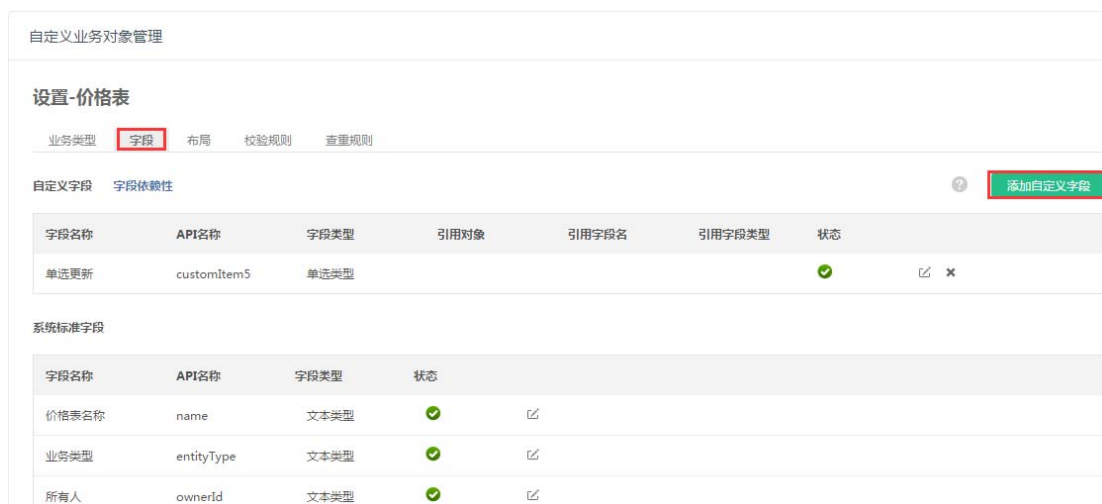 自定义业务对象管理
设置-价格表
业务类型 字段 布局 校验规则 查重规则
自定义字段 字段依赖性 ? 添加自定义字段
字段名称 API名称 字段类型 引用对象 引用字段名 引用字段类型 状态
单选更新 customItem5 单选类型
系统标准字段
字段名称 API名称 字段类型 状态
价格表名称 name 文本类型
业务类型 entityType 文本类型
所有人 ownerId 文本类型